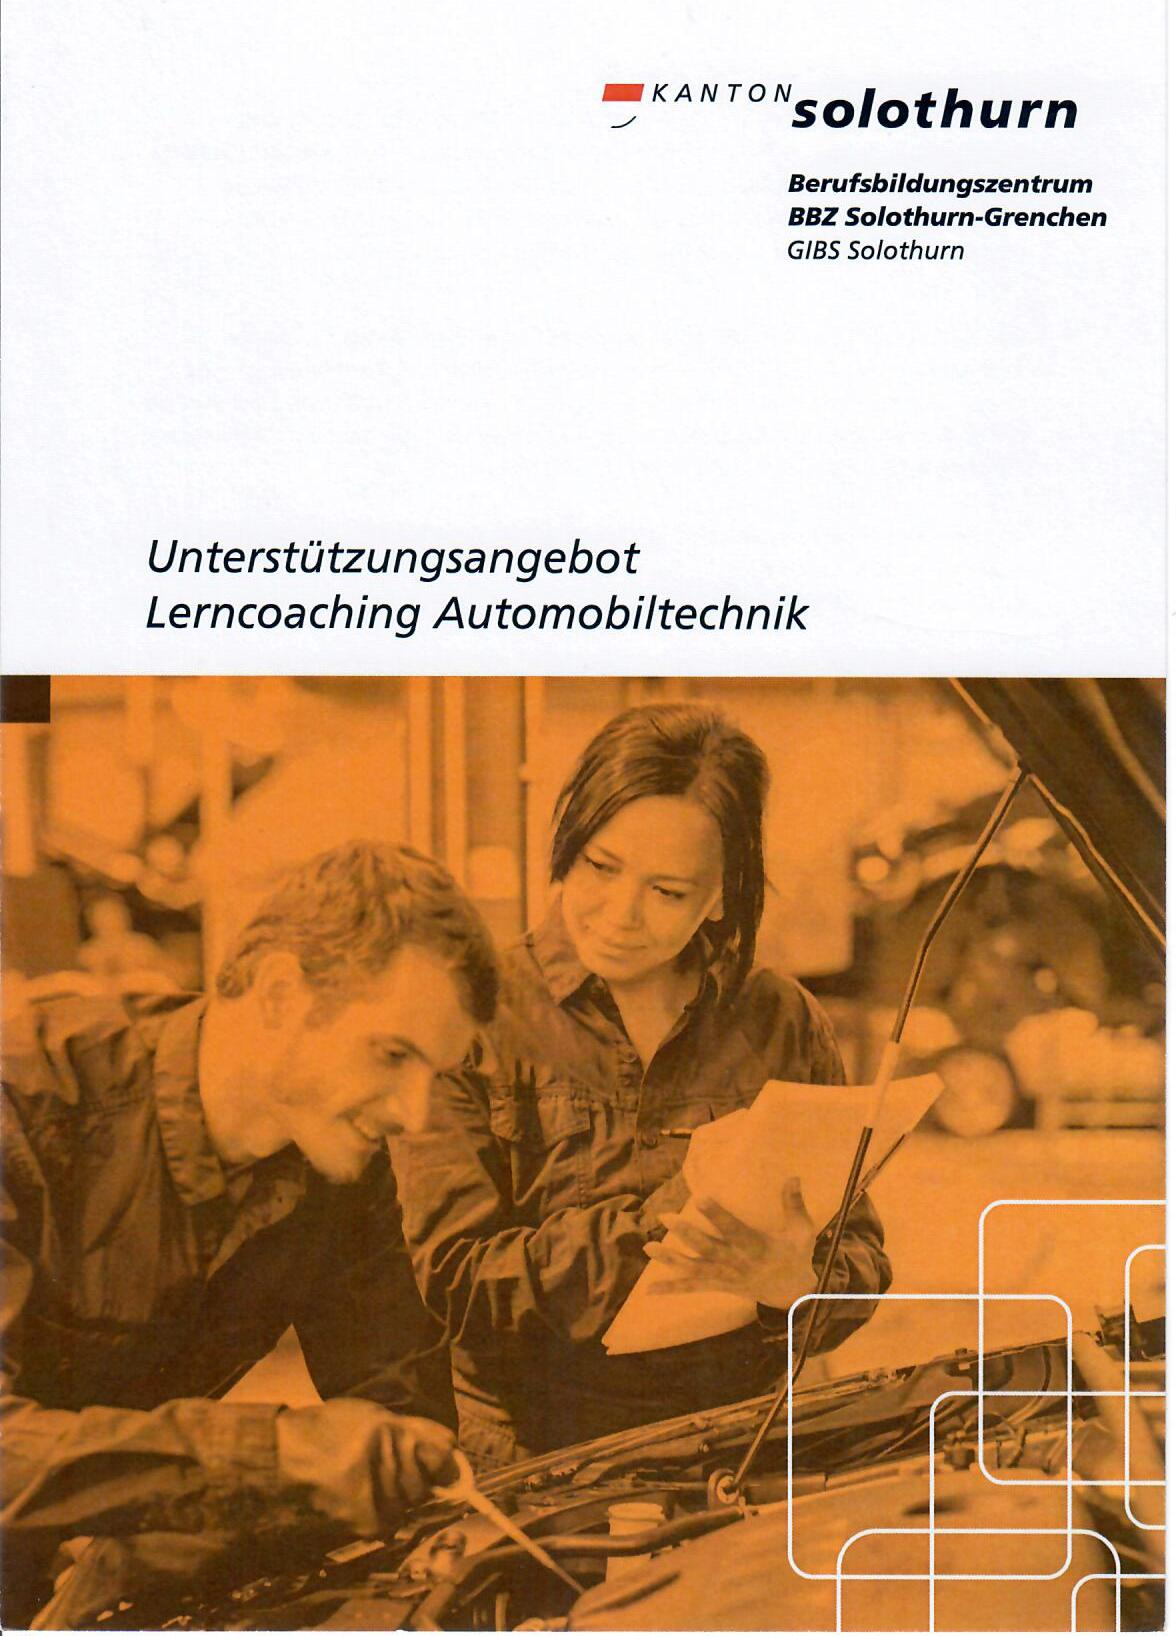 KANTON solothurn
Berufsbildungszentrum
BBZ Solothurn-Grenchen
GIBS Solothurn
Unterstützungsangebot
Lerncoaching Automobiltechnik